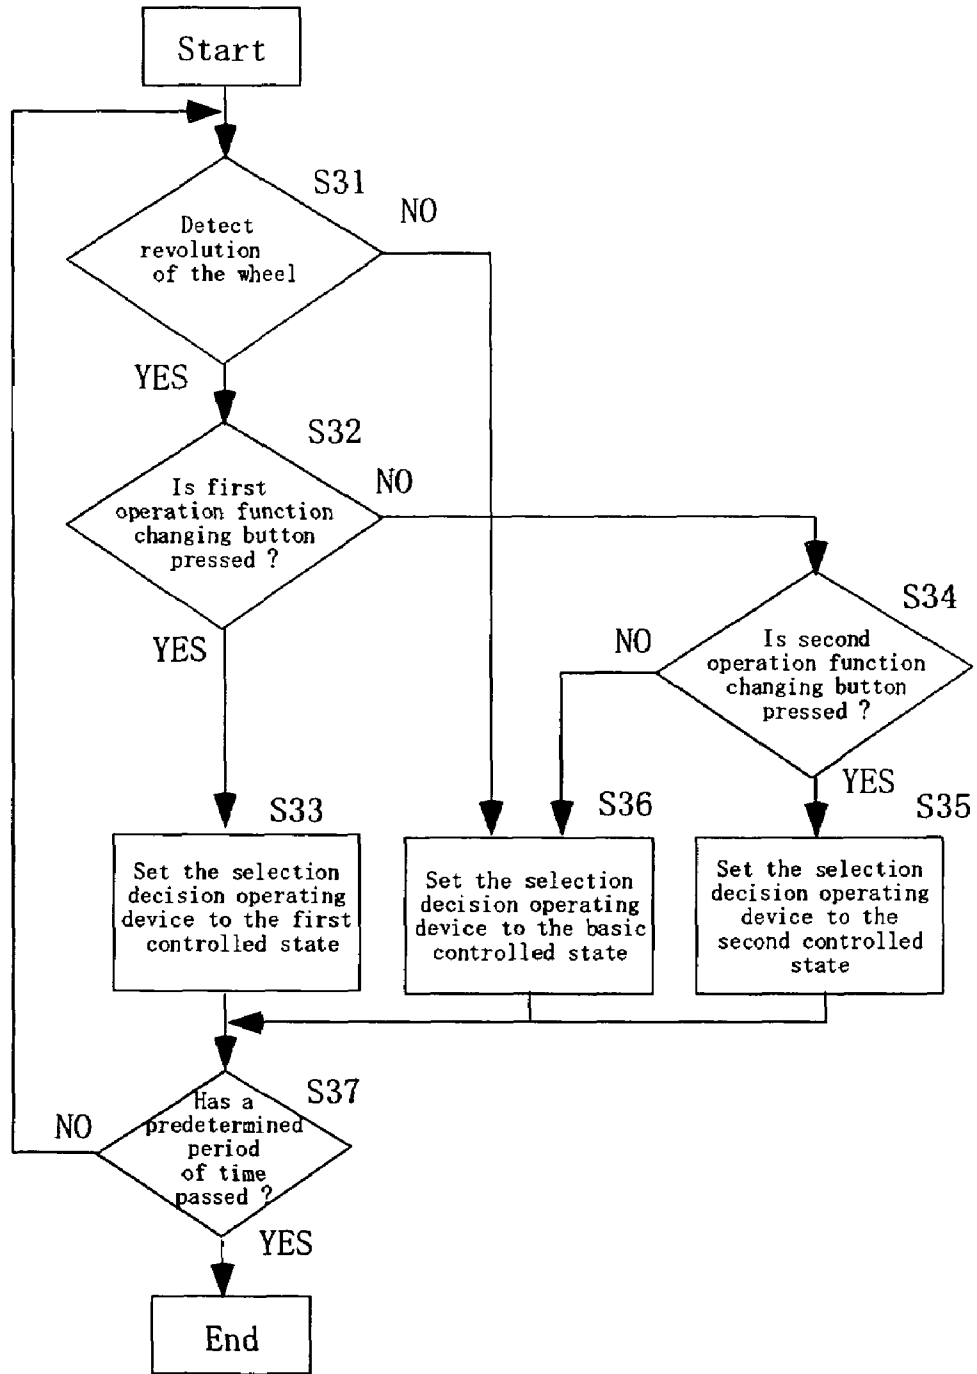 Start
S31
NO
Detect
revolution
of the wheel
YES
S32
NO
Is first
operation function
changing button
pressed ?
YES
S34
NO
Is second
operation function
changing button
pressed ?
YES
S33
S36
S35
Set the selection
decision operating
device to the first
controlled state
Set the selection
decision operating
device to the basic
controlled state
Set the selection
decision operating
device to the
second controlled
state
S37
NO
Has a
predetermined
period
of time
passed ?
YES
End